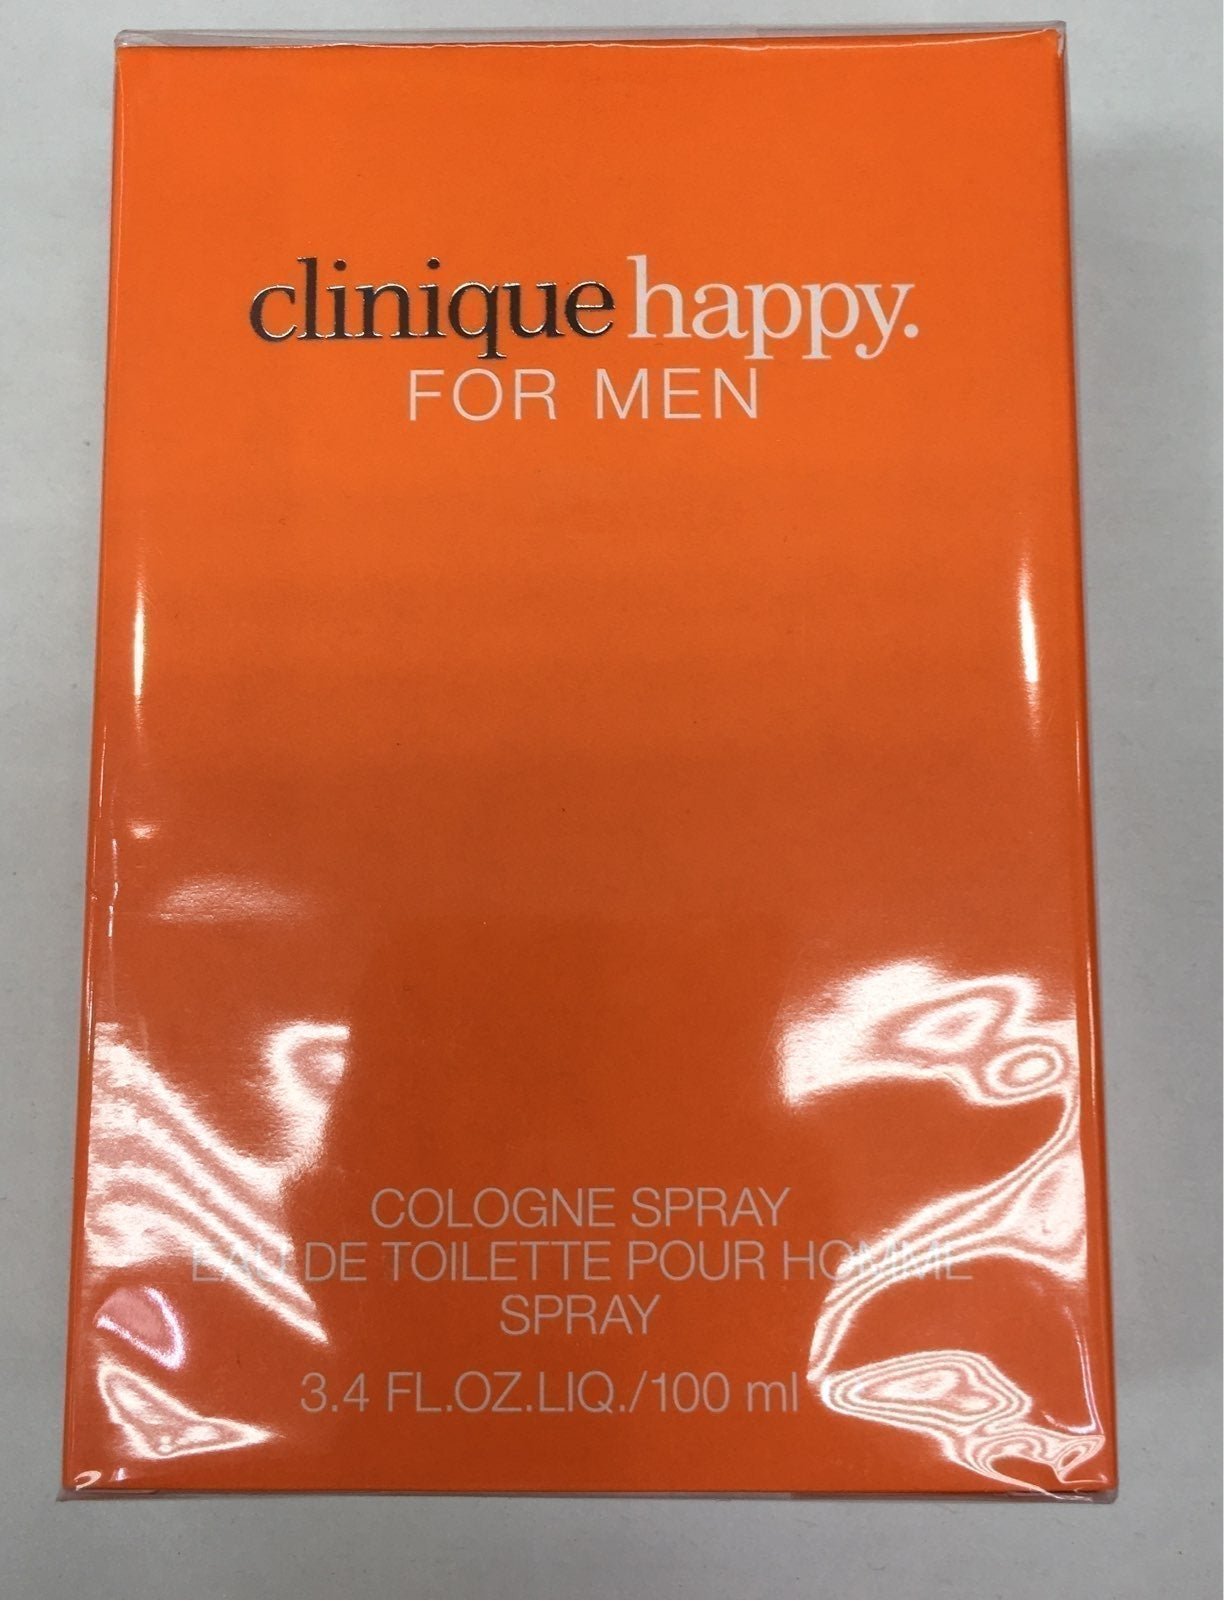 clinique happy.
FOR MEN
COLOGNE SPRAY
EAU DE TOILETTE POUR HOMME
SPRAY
3.4 FL.OZ.LIQ./100 ml